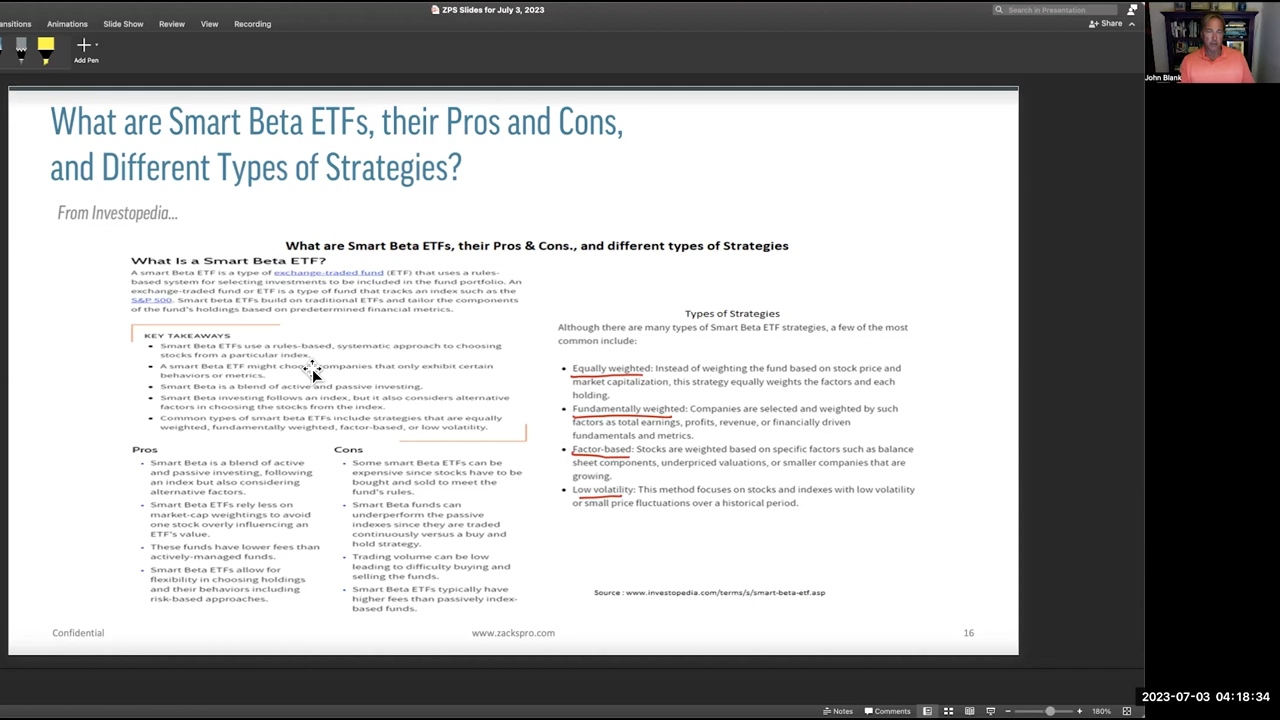 ZPS Slides for July 3, 2023
Search in Presentation
ansitions Animations Slide Show Review View Recording
Share
Add Pen
John Blank
What are Smart Beta ETFs, their Pros and Cons,
and Different Types of Strategies?
From Investopedia...
What are Smart Beta ETFs, their Pros & Cons., and different types of Strategies
What Is a Smart Beta ETF?
A smart Beta ETF is a type of exchange-traded fund (ETF) that uses a rules-
based system for selecting investments to be included in the fund portfolio. An
exchange-traded fund or ETF is a type of fund that tracks an index such as the
S&P 500. Smart beta ETFs build on traditional ETFs and tailor the components
of the fund's holdings based on predetermined financial metrics.
KEY TAKEAWAYS
• Smart Beta ETFs use a rules-based, systematic approach to choosing
stocks from a particular index.
• A smart Beta ETF might choose companies that only exhibit certain
behaviors or metrics.
• Smart Beta is a blend of active and passive investing.
• Smart Beta investing follows an index, but it also considers alternative
factors in choosing the stocks from the index.
• Common types of smart beta ETFs include strategies that are equally
weighted, fundamentally weighted, factor-based, or low volatility.
Pros
• Smart Beta is a blend of active
and passive investing, following
an index but also considering
alternative factors.
• Smart Beta ETFs rely less on
market-cap weightings to avoid
one stock overly influencing an
ETF's value.
• These funds have lower fees than
actively-managed funds.
• Smart Beta ETFs allow for
flexibility in choosing holdings
and their behaviors including
risk-based approaches.
Cons
• Some smart Beta ETFs can be
expensive since stocks have to be
bought and sold to meet the
fund's rules.
• Smart Beta funds can
underperform the passive
indexes since they are traded
continuously versus a buy and
hold strategy.
• Trading volume can be low
leading to difficulty buying and
selling the funds.
• Smart Beta ETFs typically have
higher fees than passively index-
based funds.
Types of Strategies
Although there are many types of Smart Beta ETF strategies, a few of the most
common include:
• Equally weighted: Instead of weighting the fund based on stock price and
market capitalization, this strategy equally weights the factors and each
holding.
• Fundamentally weighted: Companies are selected and weighted by such
factors as total earnings, profits, revenue, or financially driven
fundamentals and metrics.
• Factor-based: Stocks are weighted based on specific factors such as balance
sheet components, underpriced valuations, or smaller companies that are
growing.
• Low volatility: This method focuses on stocks and indexes with low volatility
or small price fluctuations over a historical period.
Source : www.investopedia.com/terms/s/smart-beta-etf.asp
Confidential www.zackspro.com 16
2023-07-03 04:18:34
Notes Comments 180%